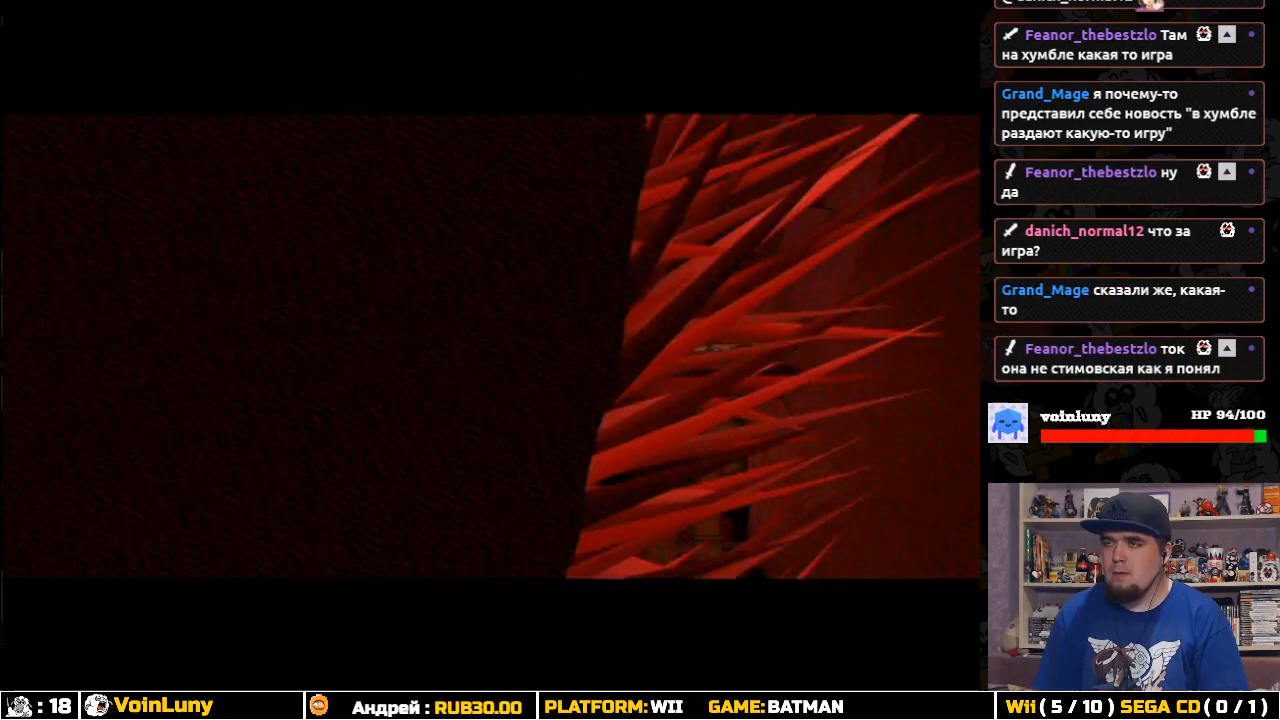 Feanor_thebestzlo Там
на хумбле какая то игра
Grand_Mage я почему-то
представил себе новость "в хумбле
раздают какую-то игру"
Feanor_thebestzlo ну
да
danich_normal12 что за
игра?
Grand_Mage сказали же, какая-
то
Feanor_thebestzlo ток
она не стимовская как я понял
voinluny HP 94/100
: 18 VoinLuny Андрей : RUB30.00 PLATFORM: WII GAME: BATMAN Wii ( 5 / 10 ) SEGA CD ( 0 / 1 )